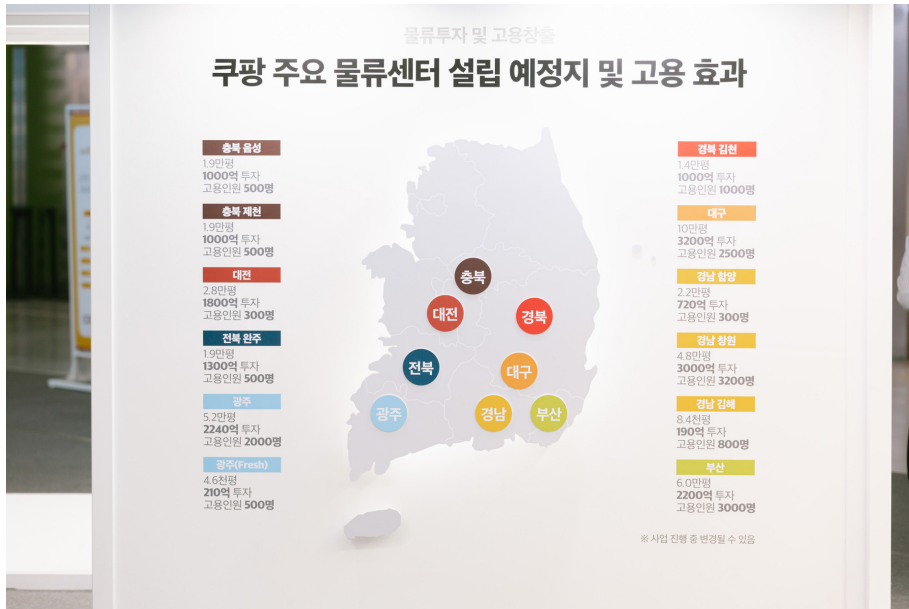 물류투자 및 고용창출
쿠팡 주요 물류센터 설립 예정지 및 고용 효과
충북 음성
1.9만평
1000억 투자
고용인원 500명
충북 제천
1.9만평
1000억 투자
고용인원 500명
대전
2.8만평
1800억 투자
고용인원 300명
전북 완주
1.9만평
1300억 투자
고용인원 500명
광주
5.2만평
2240억 투자
고용인원 2000명
광주(Fresh)
4.6천평
210억 투자
고용인원 500명
충북
대전
경북
전북
대구
광주
경남
부산
경북 김천
1.4만평
1000억 투자
고용인원 1000명
대구
10만평
3200억 투자
고용인원 2500명
경남 함양
2.2만평
720억 투자
고용인원 300명
경남 창원
4.8만평
3000억 투자
고용인원 3200명
경남 김해
8.4천평
190억 투자
고용인원 800명
부산
6.0만평
2200억 투자
고용인원 3000명
※ 사업 진행 중 변경될 수 있음